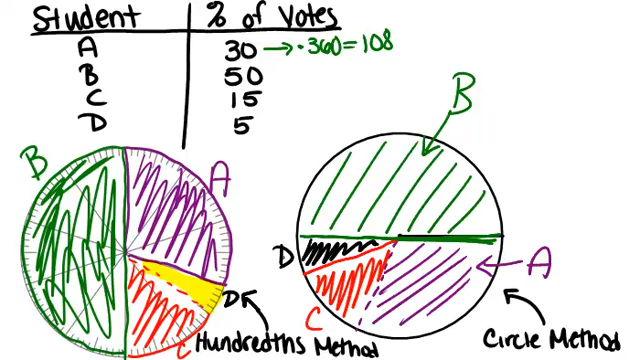 Student % of Votes
A 30 → .360=108
B 50
C 15
D 5
B
A
D
C
Hundredths Method
B
D
C
A
Circle Method